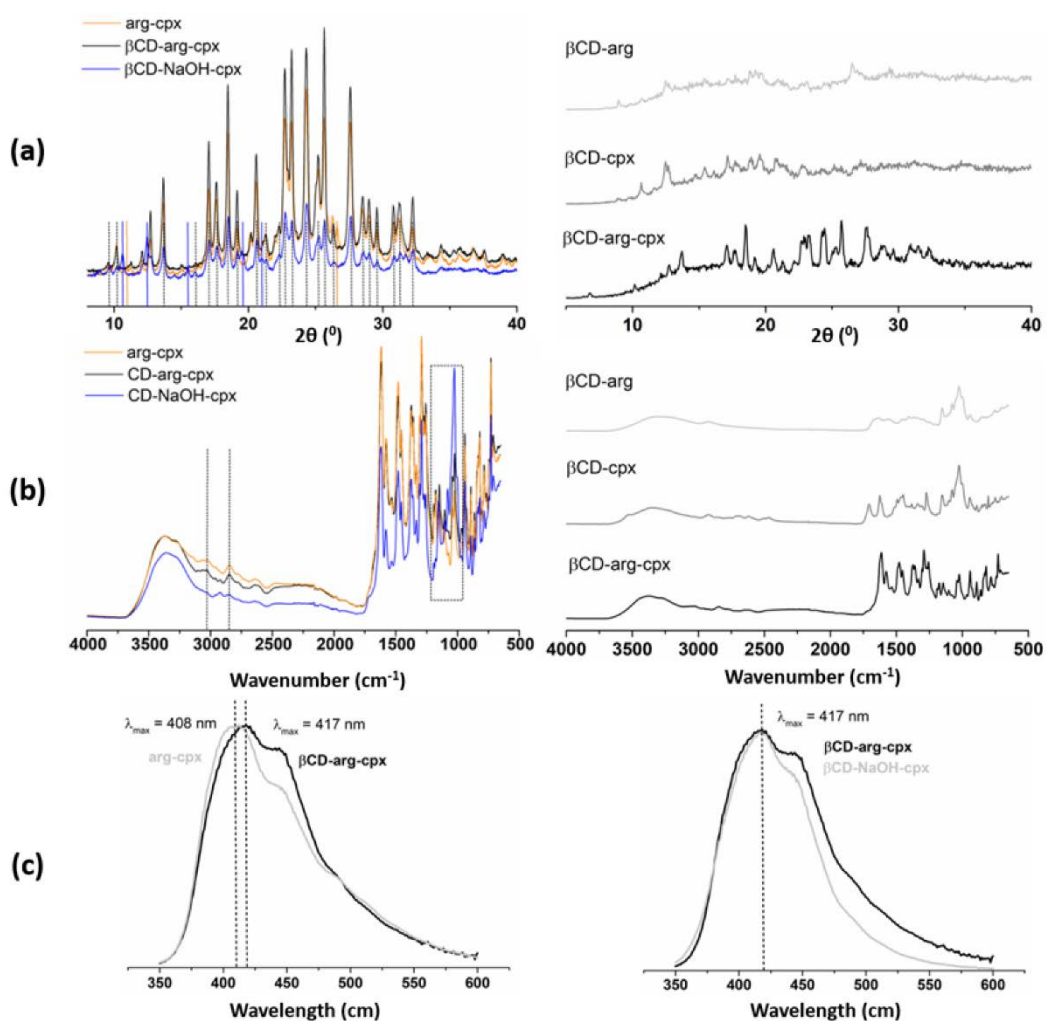 (a)
arg-cpx
βCD-arg-cpx
βCD-NaOH-cpx
10 20 30 40
2θ (⁰)
βCD-arg
βCD-cpx
βCD-arg-cpx
5 10 20 30 40
2θ (⁰)
(b)
arg-cpx
CD-arg-cpx
CD-NaOH-cpx
4000 3500 3000 2500 2000 1500 1000 500
Wavenumber (cm⁻¹)
βCD-arg
βCD-cpx
βCD-arg-cpx
4000 3500 3000 2500 2000 1500 1000 500
Wavenumber (cm⁻¹)
(c)
λmax = 408 nm
arg-cpx
λmax = 417 nm
βCD-arg-cpx
350 400 450 500 550 600
Wavelength (cm)
λmax = 417 nm
βCD-arg-cpx
βCD-NaOH-cpx
350 400 450 500 550 600
Wavelength (cm)